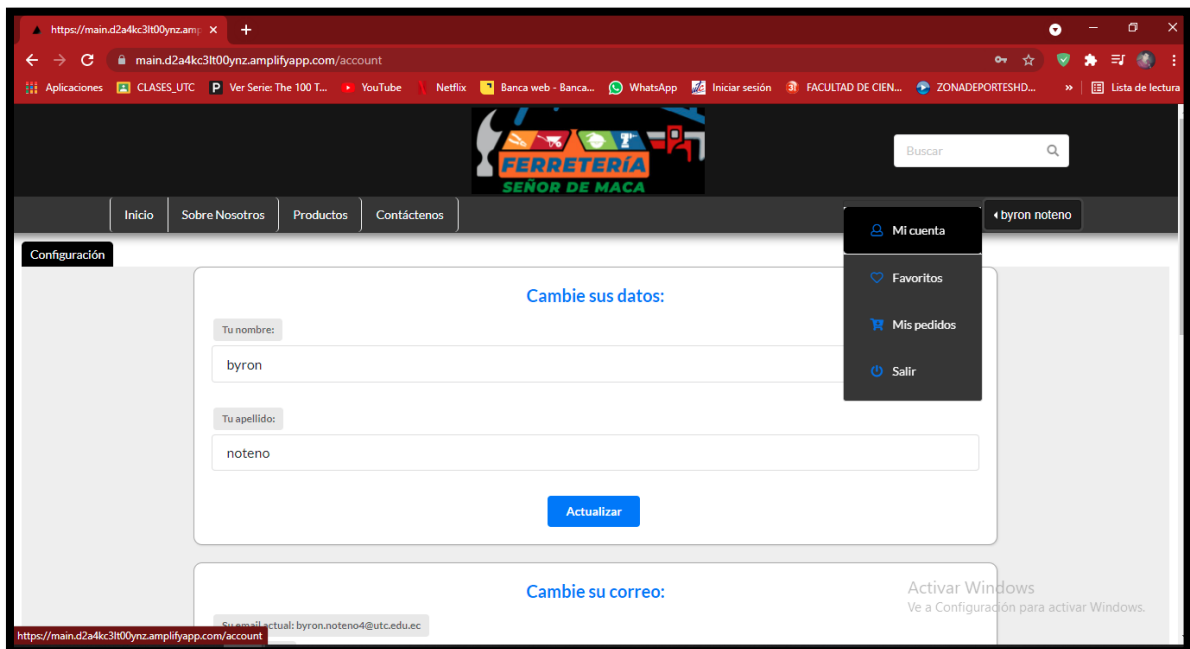 https://main.d2a4kc3lt00ynz.amp
main.d2a4kc3lt00ynz.amplifyapp.com/account
Aplicaciones CLASES_UTC Ver Serie: The 100 T... YouTube Netflix Banca web - Banca... WhatsApp Iniciar sesión FACULTAD DE CIEN... ZONADEPORTESHD... » Lista de lectura
FERRETERÍA
SEÑOR DE MACA
Buscar
Inicio Sobre Nosotros Productos Contáctenos byron noteno
Mi cuenta
Favoritos
Mis pedidos
Salir
Configuración
Cambie sus datos:
Tu nombre:
byron
Tu apellido:
noteno
Actualizar
Cambie su correo:
Su email actual: byron.noteno4@utc.edu.ec
Activar Windows
Ve a Configuración para activar Windows.
https://main.d2a4kc3lt00ynz.amplifyapp.com/account